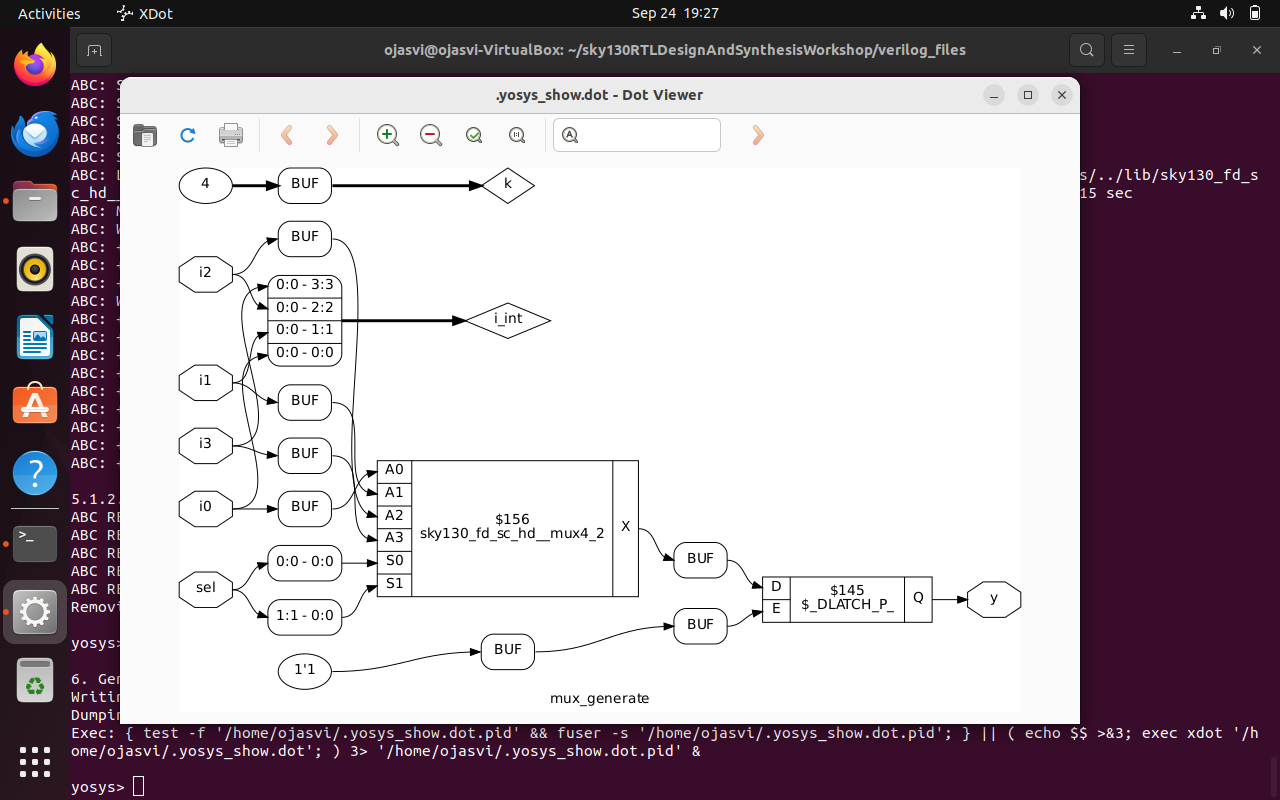 Activities
XDot
Sep 24 19:27
ojasvi@ojasvi-VirtualBox: ~/sky130RTLDesignAndSynthesisWorkshop/verilog_files
.yosys_show.dot - Dot Viewer
4
BUF
k
BUF
i2
0:0 - 3:3
0:0 - 2:2
i_int
0:0 - 1:1
0:0 - 0:0
i1
BUF
i3
BUF
i0
BUF
A0
A1
A2
A3
S0
S1
$156
sky130_fd_sc_hd__mux4_2
X
sel
0:0 - 0:0
1:1 - 0:0
BUF
BUF
D
E
$145
$_DLATCH_P_
Q
y
1'1
BUF
mux_generate
ABC: S
ABC: S
ABC: S
ABC: S
ABC: S
ABC: L
s/../lib/sky130_fd_s
c_hd__
15 sec
ABC: M
ABC: W
ABC: +
ABC: +
ABC: +
ABC: W
ABC: +
ABC: +
ABC: +
ABC: +
ABC: +
ABC: +
ABC: +
ABC: +
ABC: +
5.1.2.
ABC RE
ABC RE
ABC RE
ABC RE
ABC RE
Removi
yosys>
6. Gen
Writin
Dumpin
Exec: { test -f '/home/ojasvi/.yosys_show.dot.pid' && fuser -s '/home/ojasvi/.yosys_show.dot.pid'; } || ( echo $$ >&3; exec xdot '/h
ome/ojasvi/.yosys_show.dot'; ) 3> '/home/ojasvi/.yosys_show.dot.pid' &
yosys>